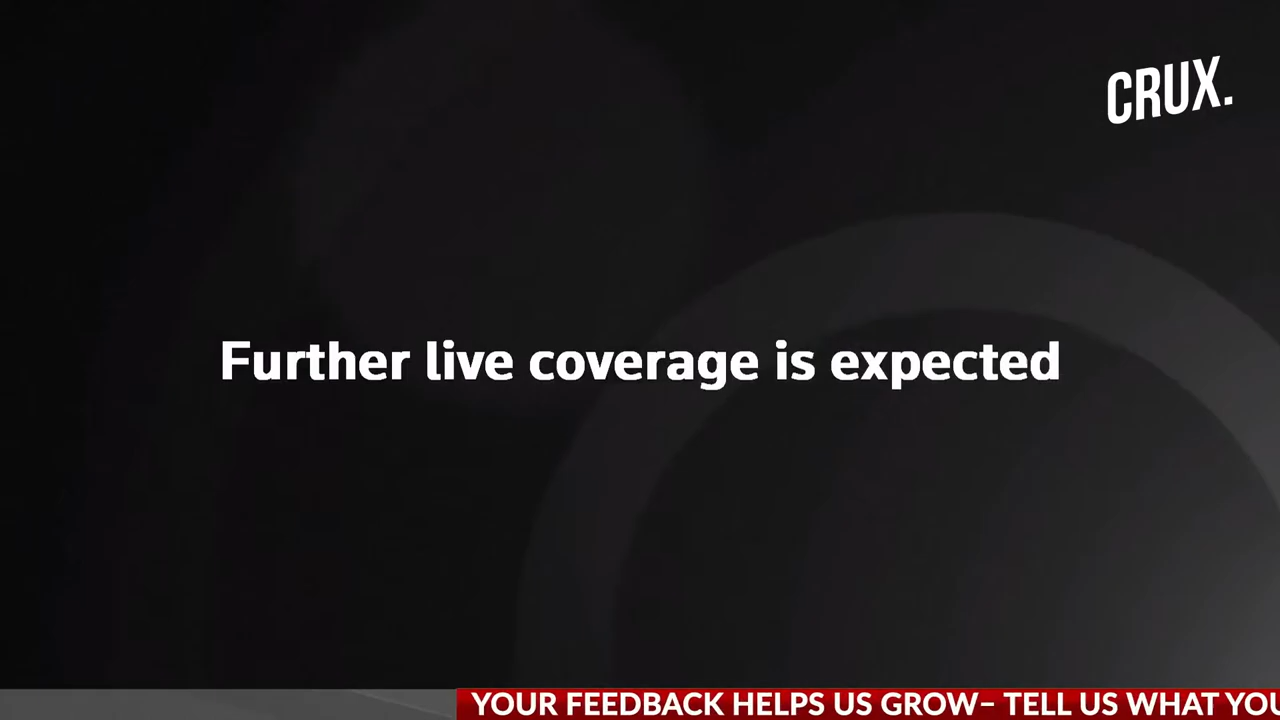 CRUX.
Further live coverage is expected
YOUR FEEDBACK HELPS US GROW– TELL US WHAT YOU